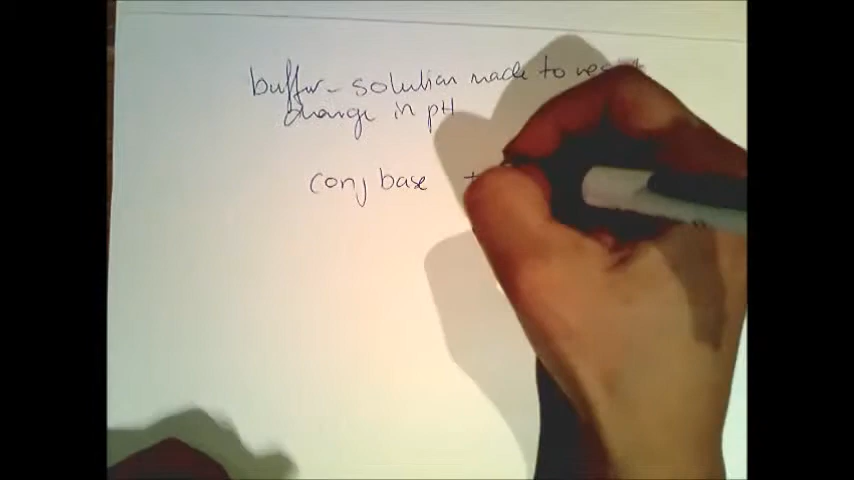 buffer - solution made to
change in pH
conj base +